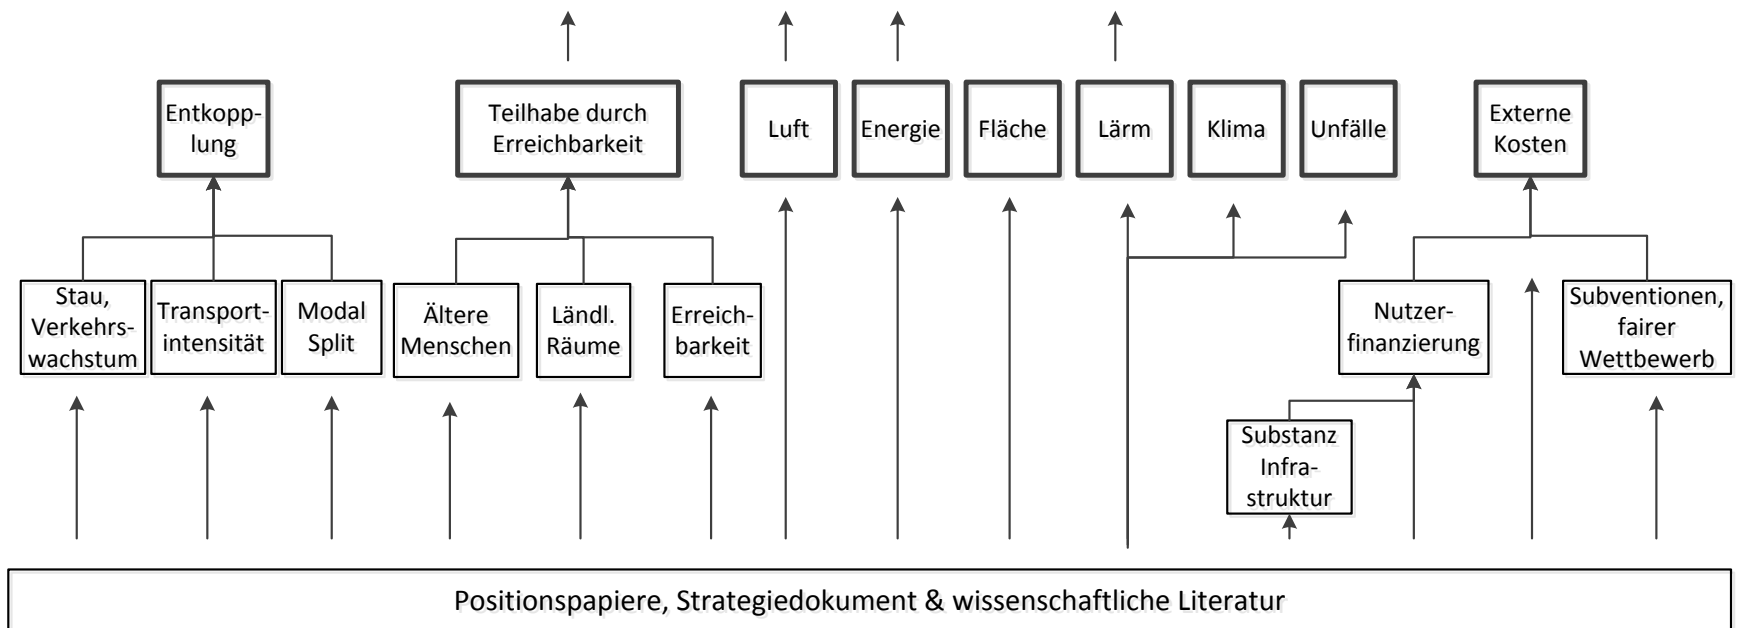 Entkopp-
lung
Teilhabe durch
Erreichbarkeit
Luft
Energie
Fläche
Lärm
Klima
Unfälle
Externe
Kosten
Stau,
Verkehrs-
wachstum
Transport-
intensität
Modal
Split
Ältere
Menschen
Ländl.
Räume
Erreich-
barkeit
Nutzer-
finanzierung
Subventionen,
fairer
Wettbewerb
Substanz
Infra-
struktur
Positionspapiere, Strategiedokument & wissenschaftliche Literatur